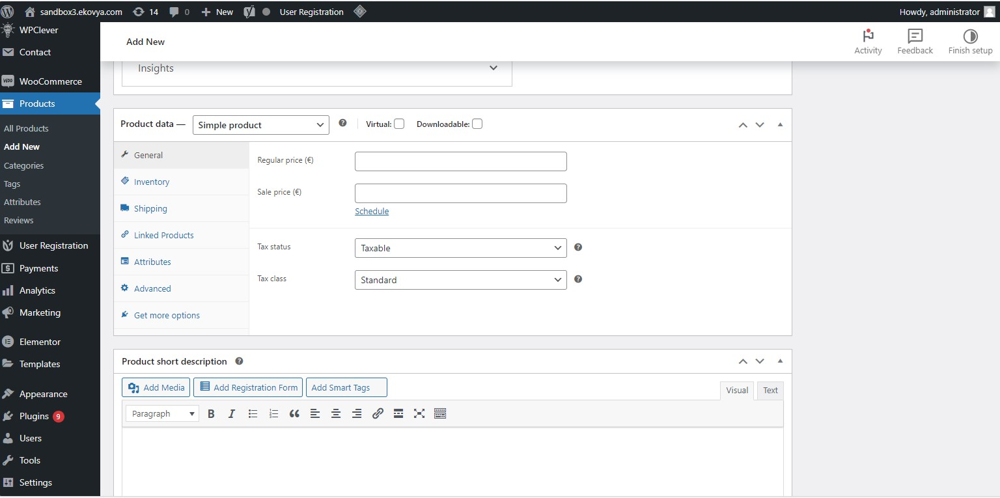 sandbox3.ekovya.com 14 0 New User Registration Howdy, administrator
WPClever
Contact
WooCommerce
Products
All Products
Add New
Categories
Tags
Attributes
Reviews
User Registration
Payments
Analytics
Marketing
Elementor
Templates
Appearance
Plugins 9
Users
Tools
Settings
Add New
Activity Feedback Finish setup
Insights
Product data — Simple product Virtual: Downloadable:
General
Inventory
Shipping
Linked Products
Attributes
Advanced
Get more options
Regular price (€)
Sale price (€)
Schedule
Tax status Taxable
Tax class Standard
Product short description
Add Media Add Registration Form Add Smart Tags
Visual Text
Paragraph